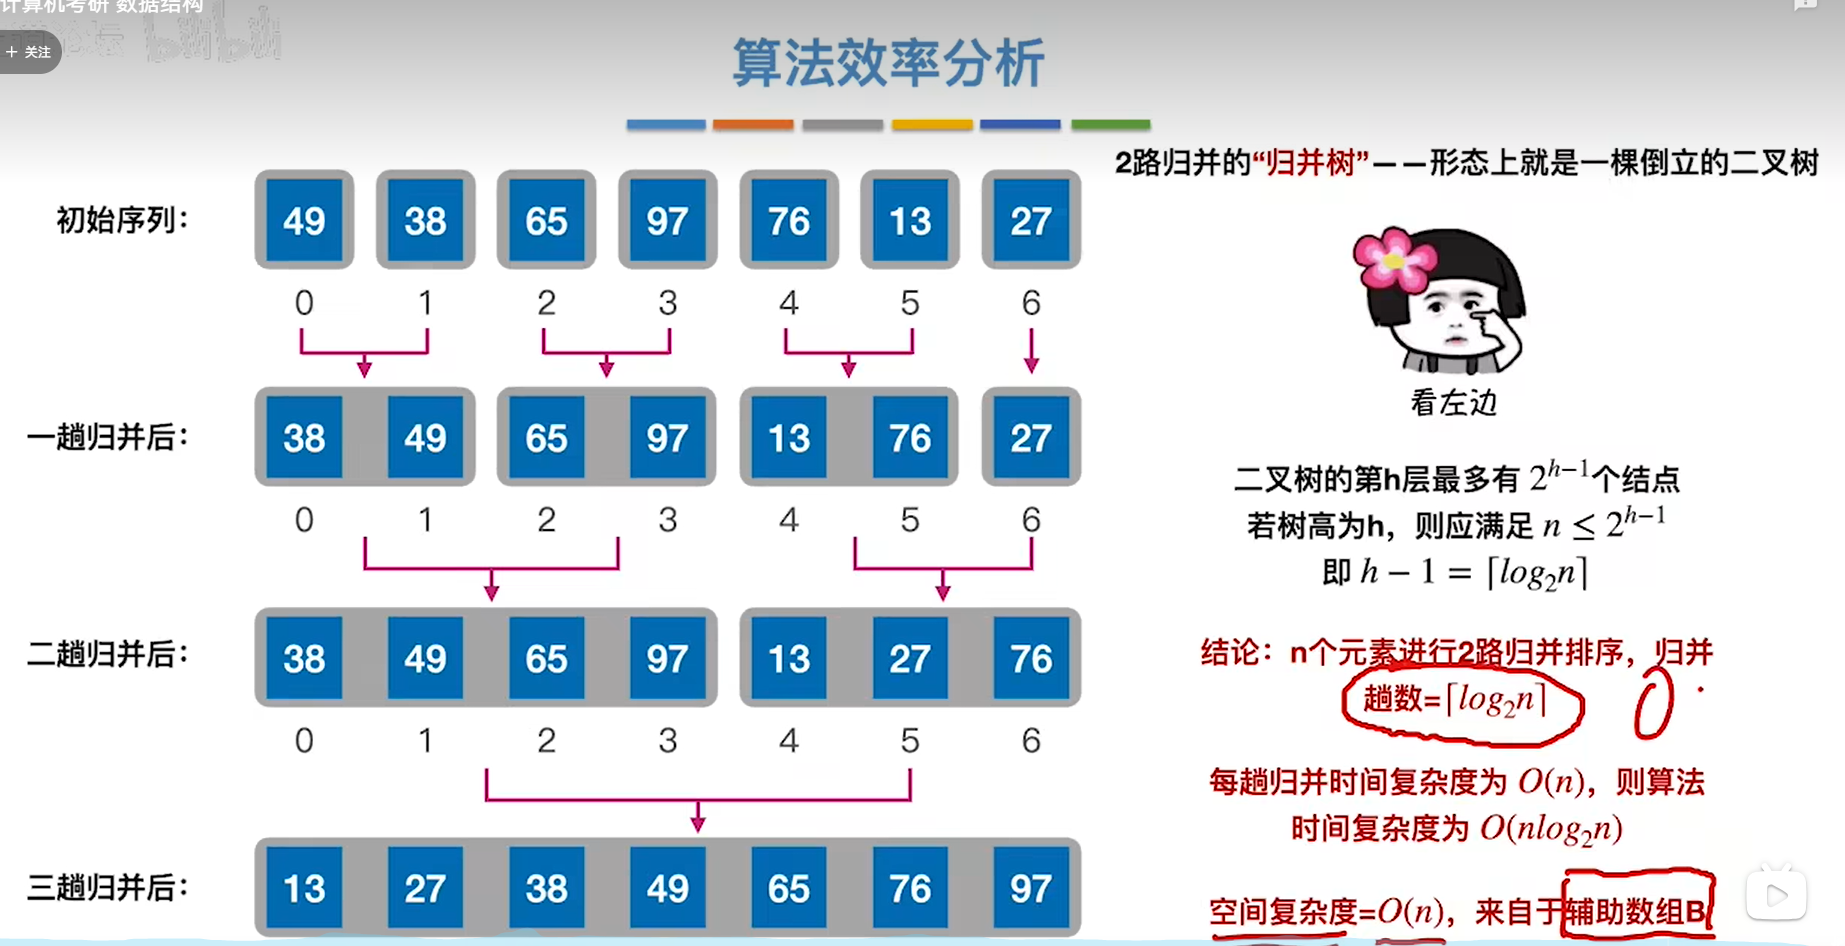 计算机考研 数据结构
+ 关注
bilibili
算法效率分析
2路归并的“归并树”——形态上就是一棵倒立的二叉树
初始序列：
49 38 65 97 76 13 27
0 1 2 3 4 5 6
一趟归并后：
38 49 65 97 13 76 27
0 1 2 3 4 5 6
二趟归并后：
38 49 65 97 13 27 76
0 1 2 3 4 5 6
三趟归并后：
13 27 38 49 65 76 97
看左边
二叉树的第h层最多有 2^{h−1}个结点
若树高为h，则应满足 n ≤ 2^{h−1}
即 h − 1 = ⌈log₂n⌉
结论：n个元素进行2路归并排序，归并
趟数=⌈log₂n⌉
0
每趟归并时间复杂度为 O(n)，则算法
时间复杂度为 O(nlog₂n)
空间复杂度=O(n)，来自于辅助数组B